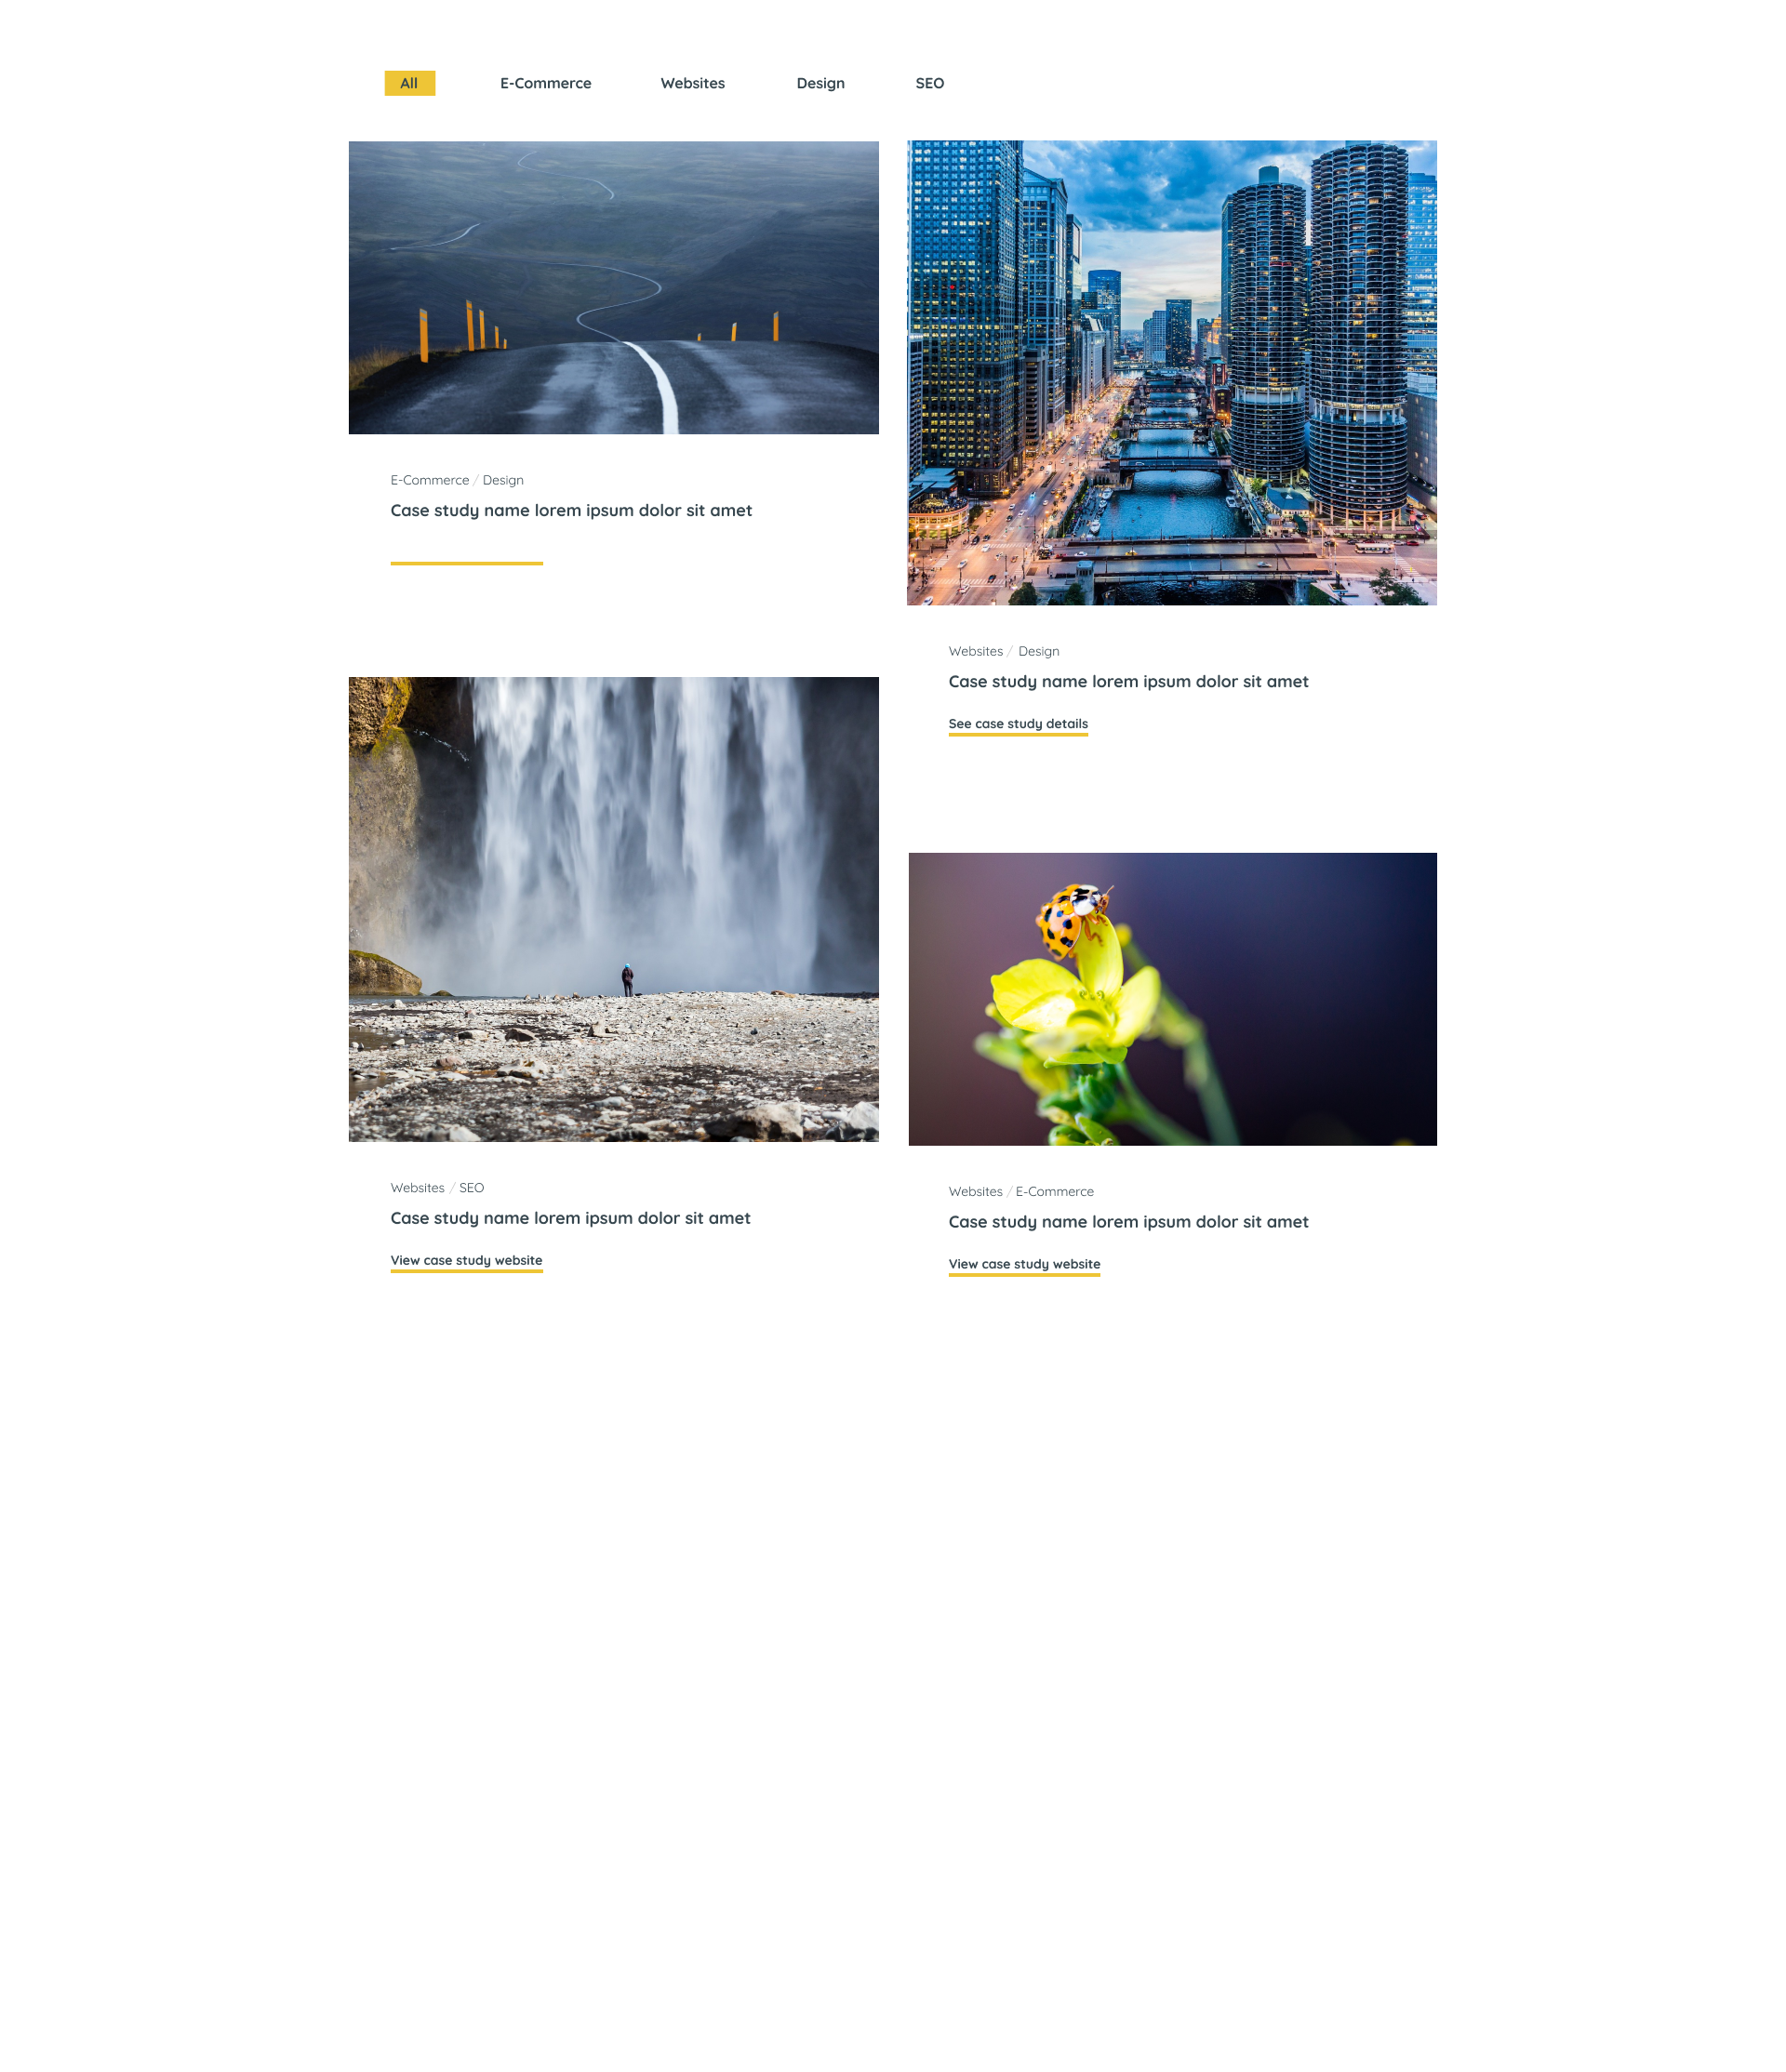 All E-Commerce Websites Design SEO
E-Commerce / Design
Case study name lorem ipsum dolor sit amet
Websites / Design
Case study name lorem ipsum dolor sit amet
See case study details
Websites / SEO
Case study name lorem ipsum dolor sit amet
View case study website
Websites / E-Commerce
Case study name lorem ipsum dolor sit amet
View case study website